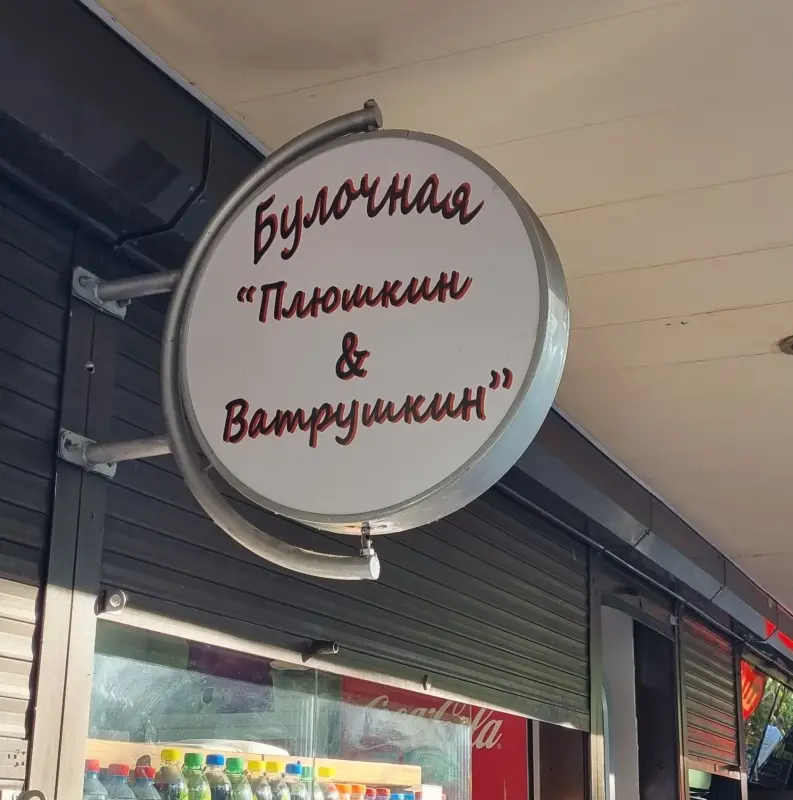 Булочная
“Плюшкин
&
Ватрушкин”
Coca-Cola